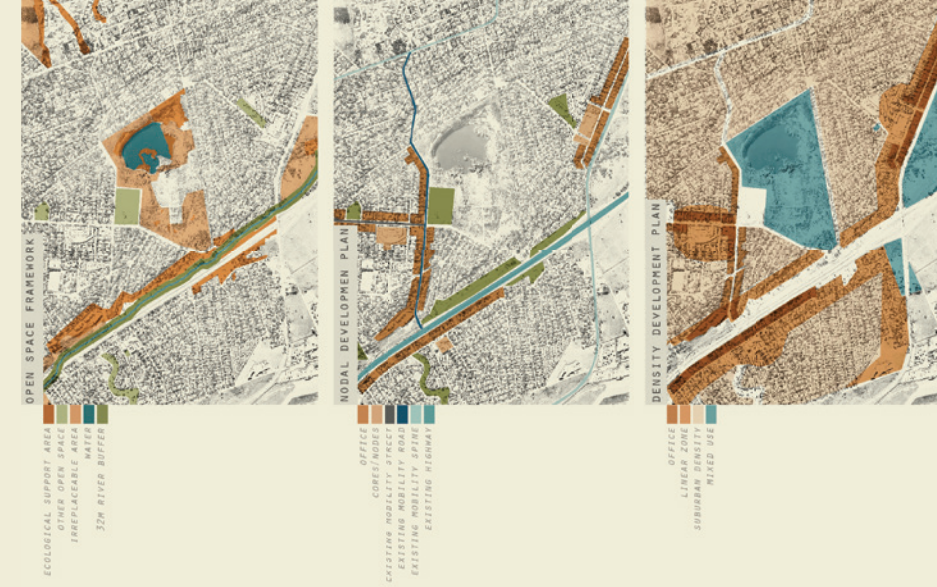 OPEN SPACE FRAMEWORK
ECOLOGICAL SUPPORT AREA
OTHER OPEN SPACE
IRREPLACEABLE AREA
WATER
32M RIVER BUFFER
NODAL DEVELOPMEN PLAN
OFFICE
CORES/NODES
EXISTING MOBILITY STREET
EXISTING MOBILITY ROAD
EXISTING MOBILITY SPINE
EXISTING HIGHWAY
DENSITY DEVELOPMENT PLAN
OFFICE
LINEAR ZONE
SUBURBAN DENSITY
MIXED USE